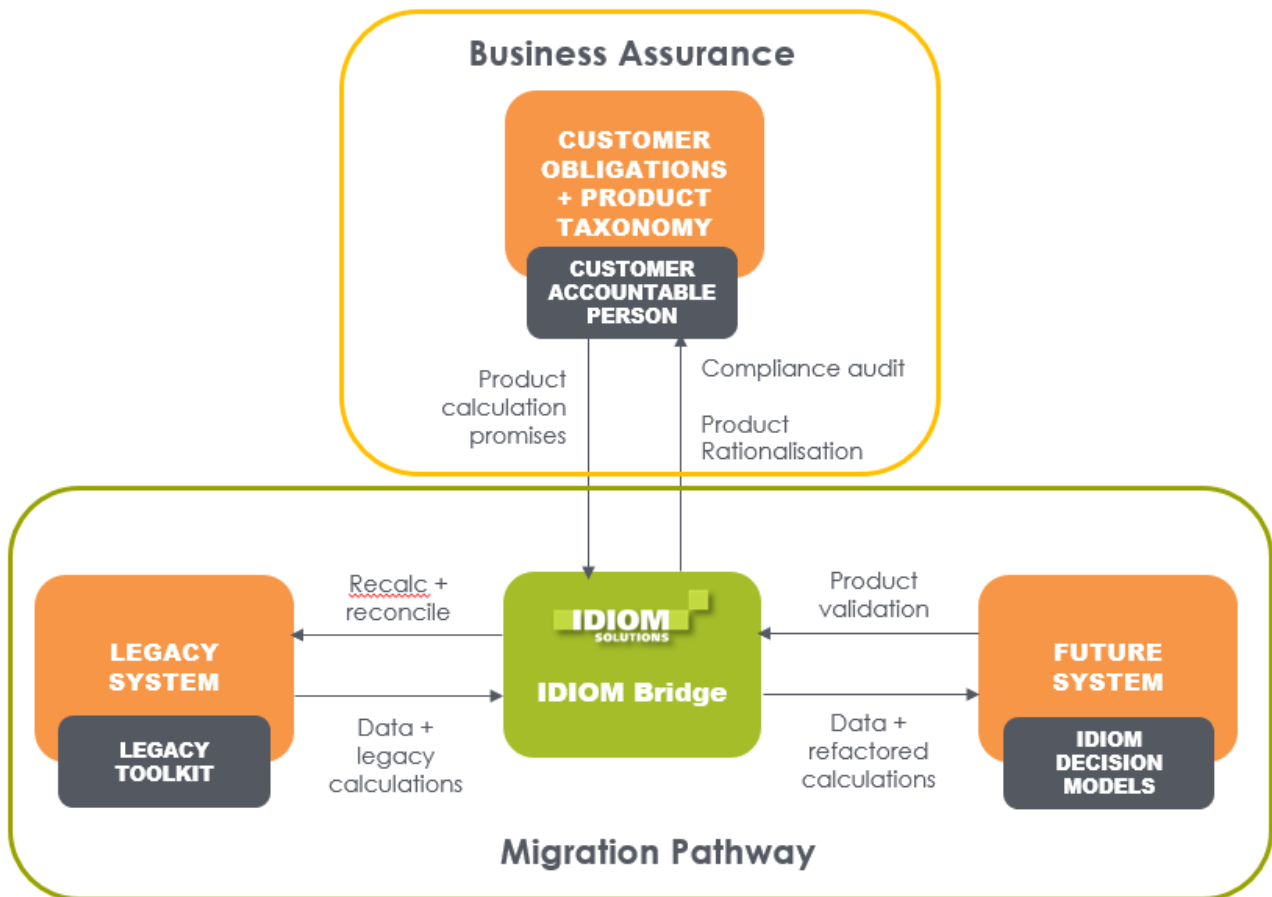 Business Assurance
CUSTOMER
OBLIGATIONS
+ PRODUCT
TAXONOMY
CUSTOMER
ACCOUNTABLE
PERSON
Product
calculation
promises
Compliance audit
Product
Rationalisation
LEGACY
SYSTEM
LEGACY
TOOLKIT
Recalc +
reconcile
Data +
legacy
calculations
IDIOM
SOLUTIONS
IDIOM Bridge
Product
validation
Data +
refactored
calculations
FUTURE
SYSTEM
IDIOM
DECISION
MODELS
Migration Pathway